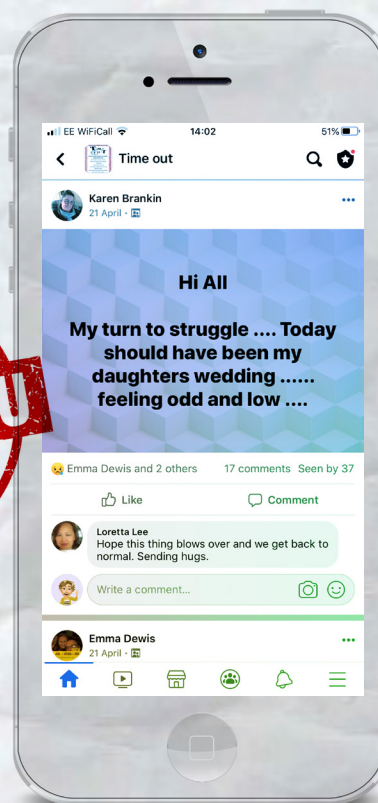 EE WiFiCall 14:02 51%
Time out
Karen Brankin
21 April
Hi All
My turn to struggle .... Today
should have been my
daughters wedding ......
feeling odd and low ....
Emma Dewis and 2 others 17 comments Seen by 37
Like Comment
Loretta Lee
Hope this thing blows over and we get back to
normal. Sending hugs.
Write a comment...
Emma Dewis
21 April